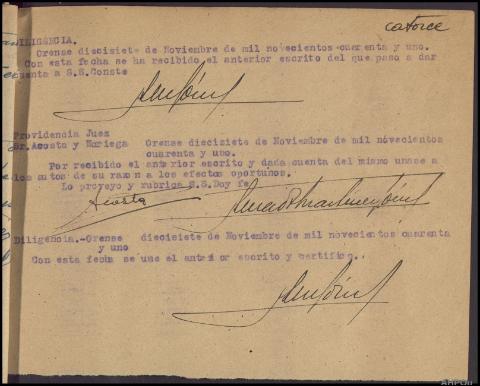 catorce
DILIGENCIA.
Orense diecisiete de Noviembre de mil novecientos cuarenta y uno.
Con esta fecha se ha recibido el anterior escrito del que paso a dar
cuenta a S.S. Conste
Providencia Juez
Sr. Acosta y Noriega Orense diecisiete de Noviembre de mil novecientos
cuarenta y uno.
Por recibido el anterior escrito y dada cuenta del mismo unase a
los autos de su razon a los efectos oportunos.
Lo proveyo y rubrica S.S. Doy fe
Acosta
Diligencia.-Orense diecisiete de Noviembre de mil novecientos cuarenta
y uno
Con esta fecha se une el anterior escrito y certifico.